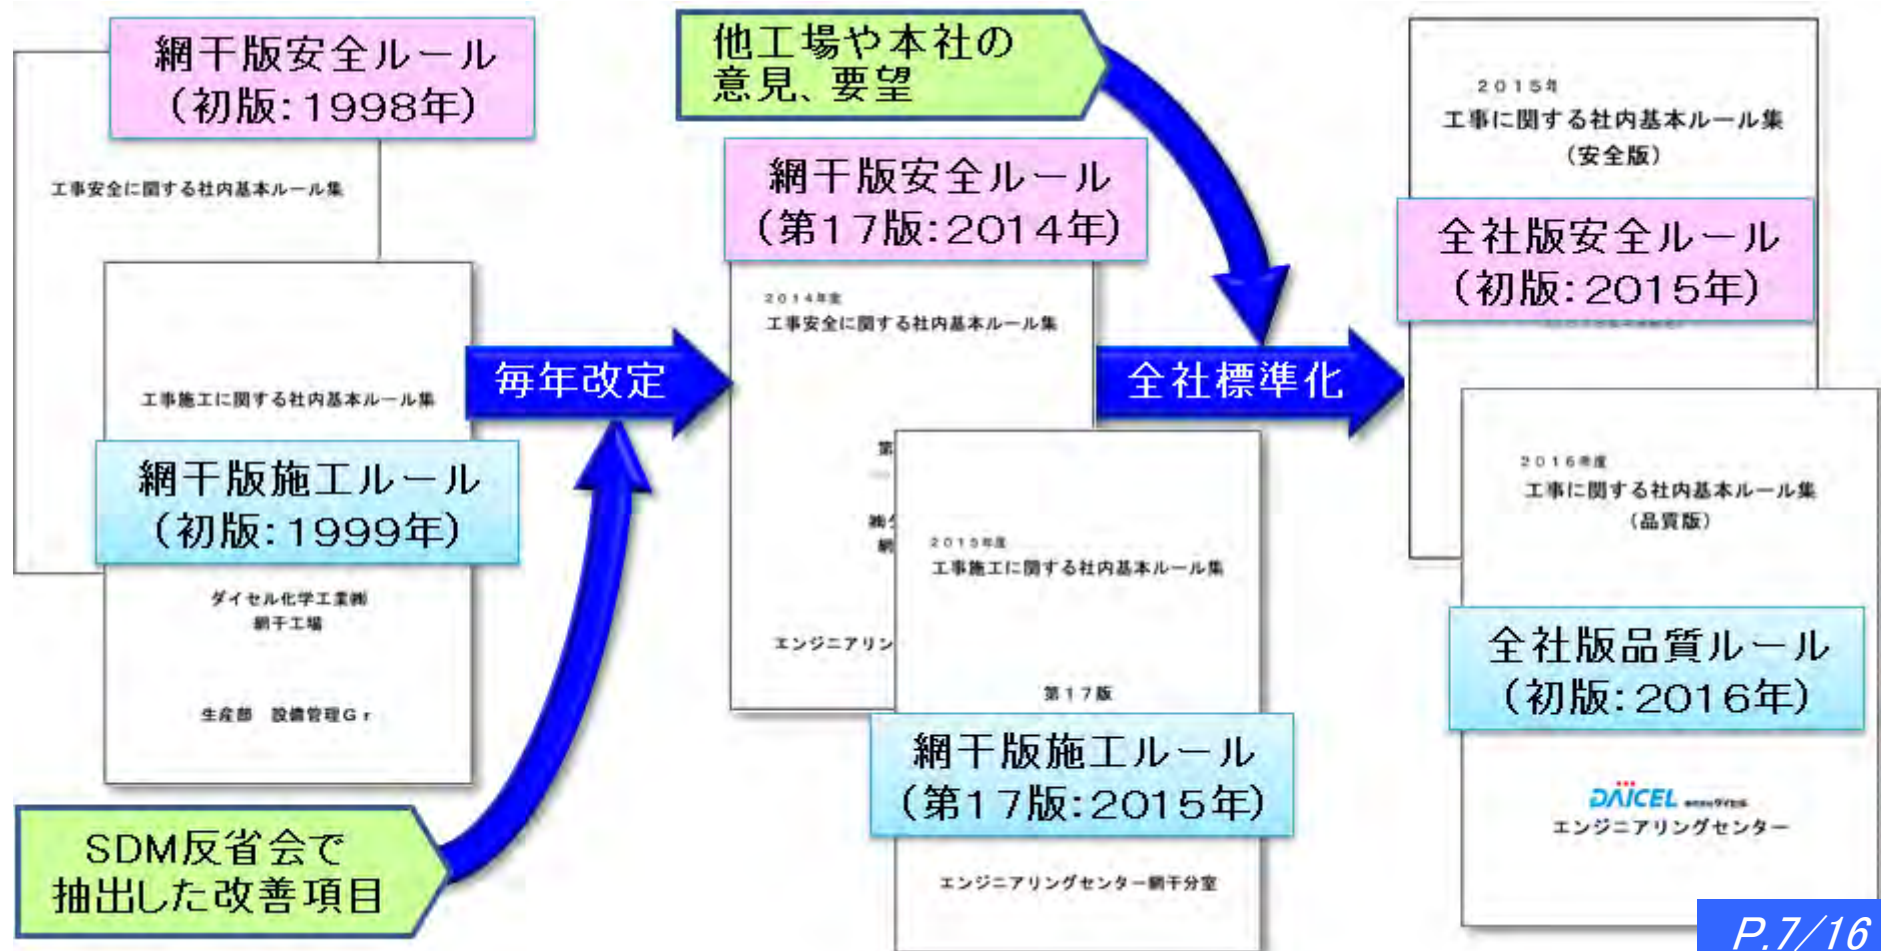 網干版安全ルール
（初版：1998年）
工事安全に関する社内基本ルール集
工事施工に関する社内基本ルール集
網干版施工ルール
（初版：1999年）
ダイセル化学工業㈱
網干工場
生産部　設備管理Gr
SDM反省会で
抽出した改善項目
毎年改定
他工場や本社の
意見、要望
網干版安全ルール
（第17版：2014年）
2014年度
工事安全に関する社内基本ルール集
第
網
エンジニアリン
2015年度
工事施工に関する社内基本ルール集
第17版
網干版施工ルール
（第17版：2015年）
エンジニアリングセンター網干分室
全社標準化
2015年
工事に関する社内基本ルール集
（安全版）
全社版安全ルール
（初版：2015年）
2016年度
工事に関する社内基本ルール集
（品質版）
全社版品質ルール
（初版：2016年）
DAICEL 株式会社ダイセル
エンジニアリングセンター
P.7/16